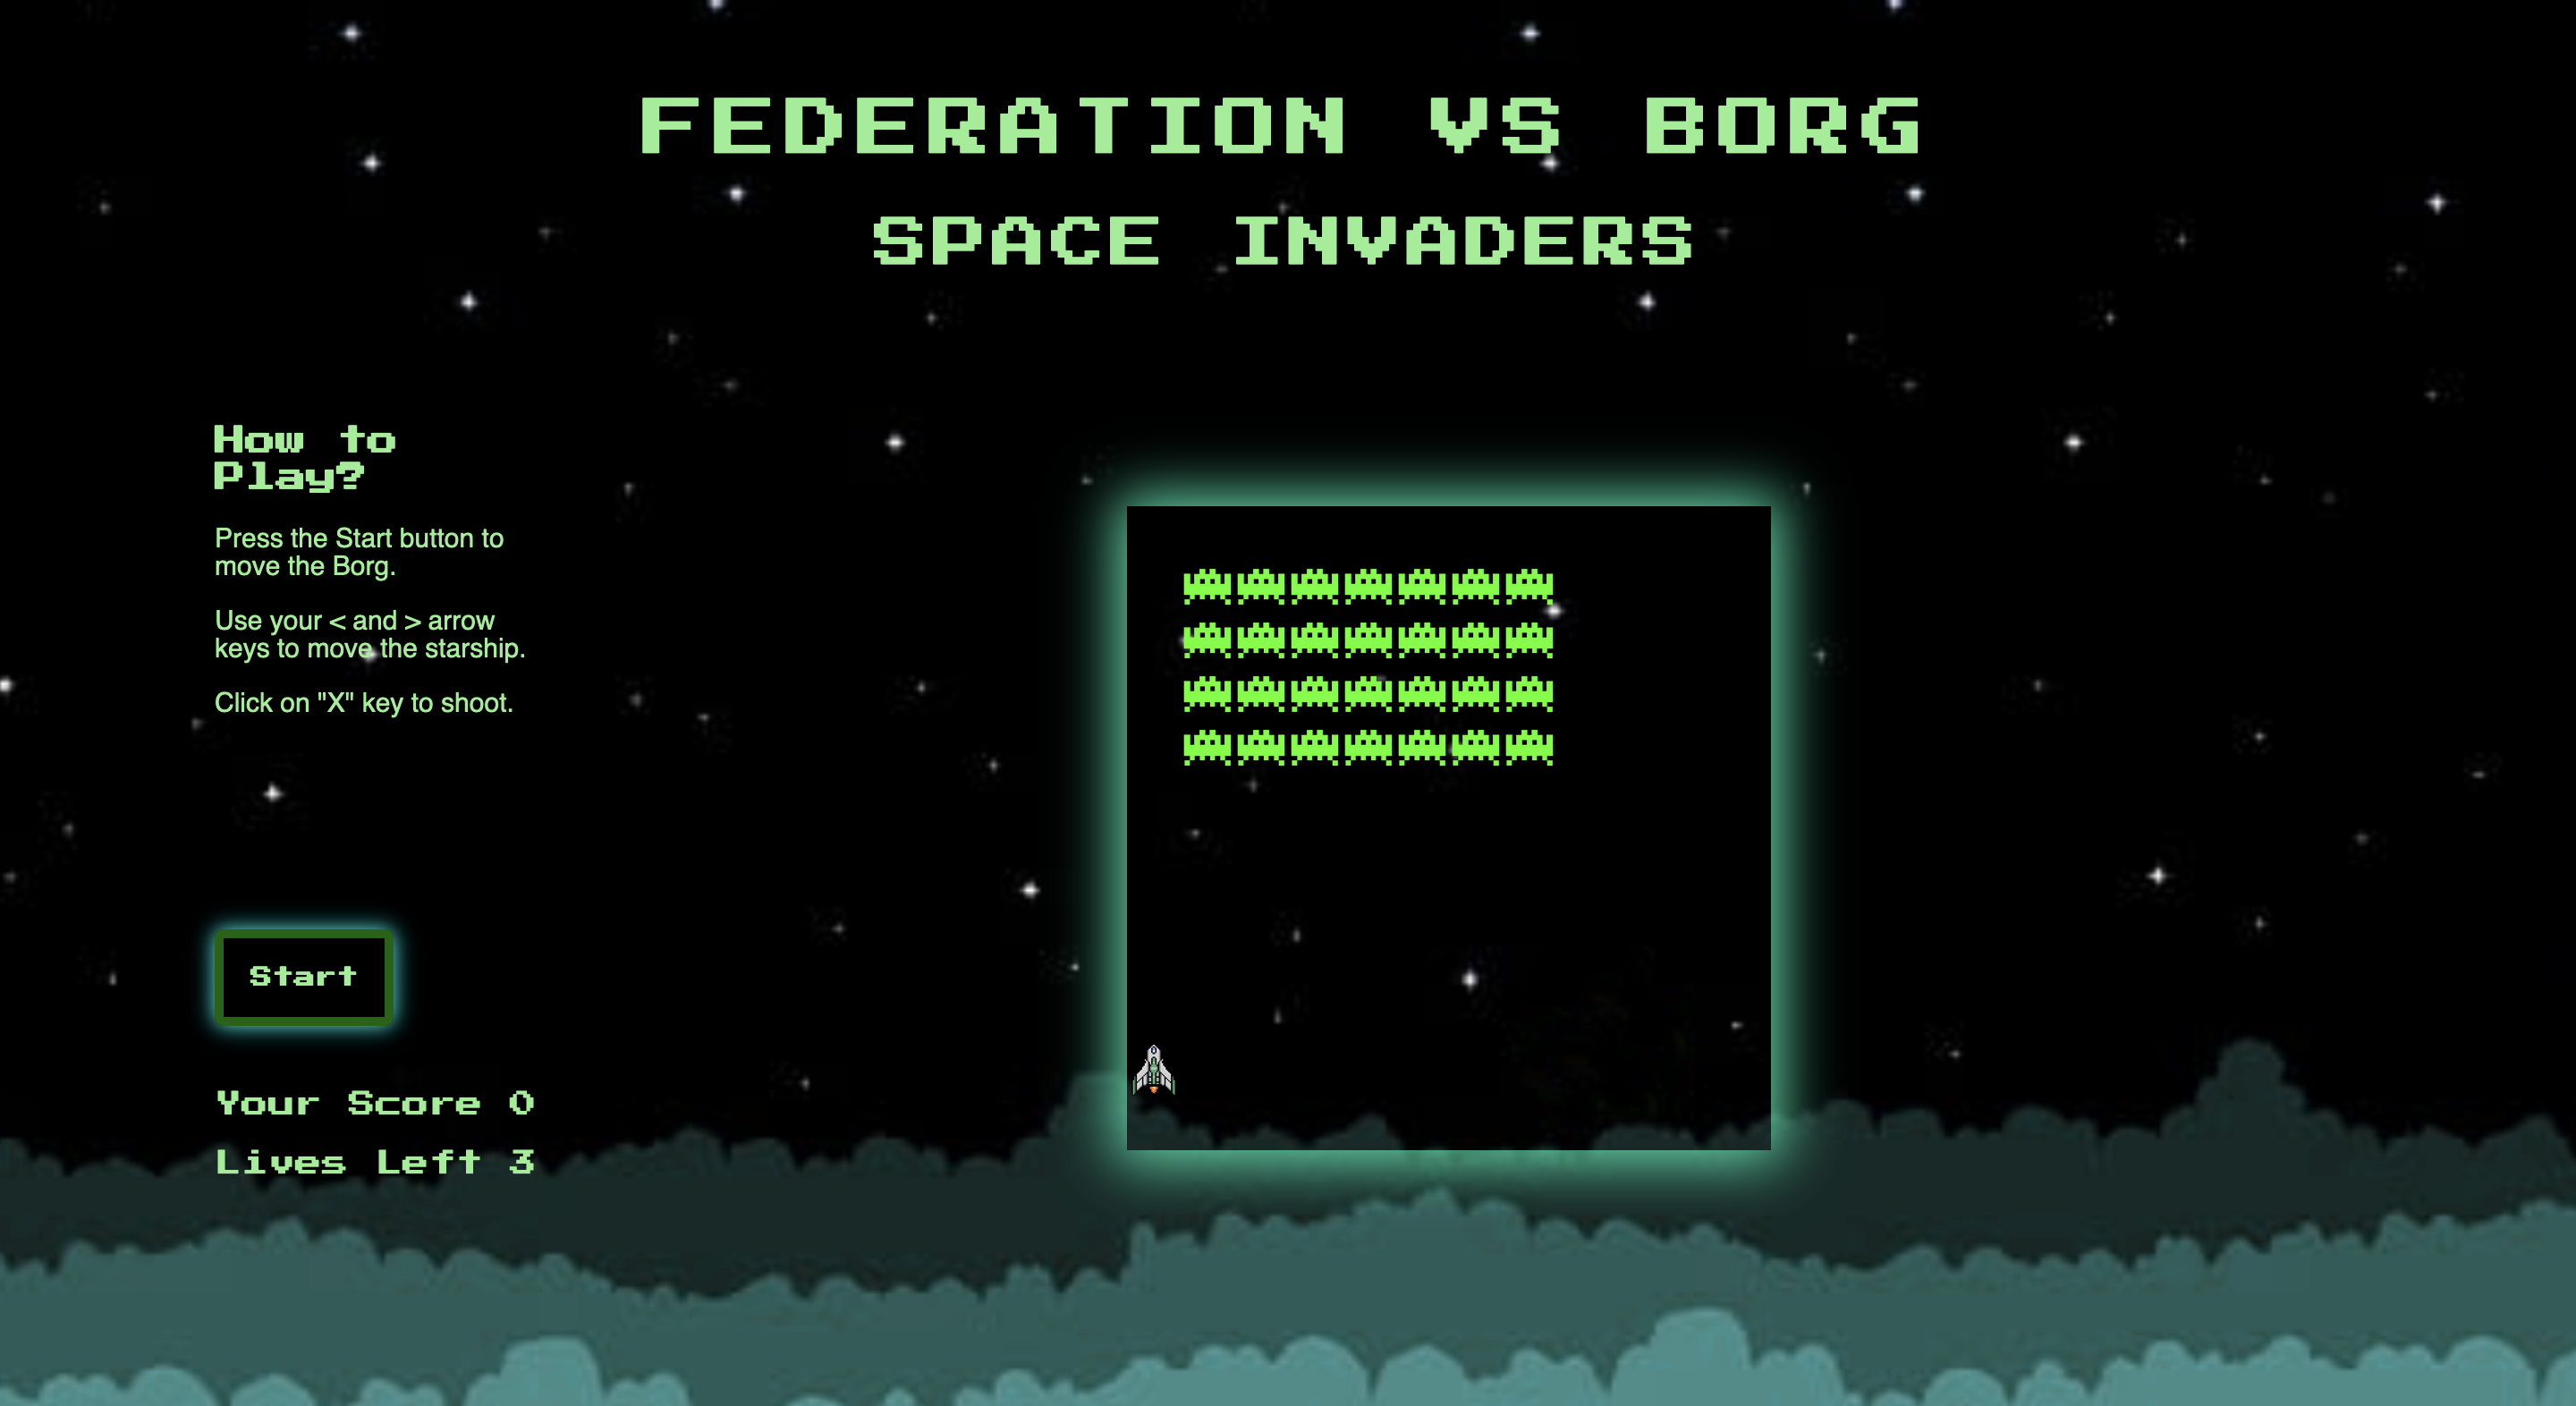 FEDERATION VS BORG
SPACE INVADERS
How to
Play?
Press the Start button to
move the Borg.
Use your < and > arrow
keys to move the starship.
Click on "X" key to shoot.
Start
Your Score 0
Lives Left 3